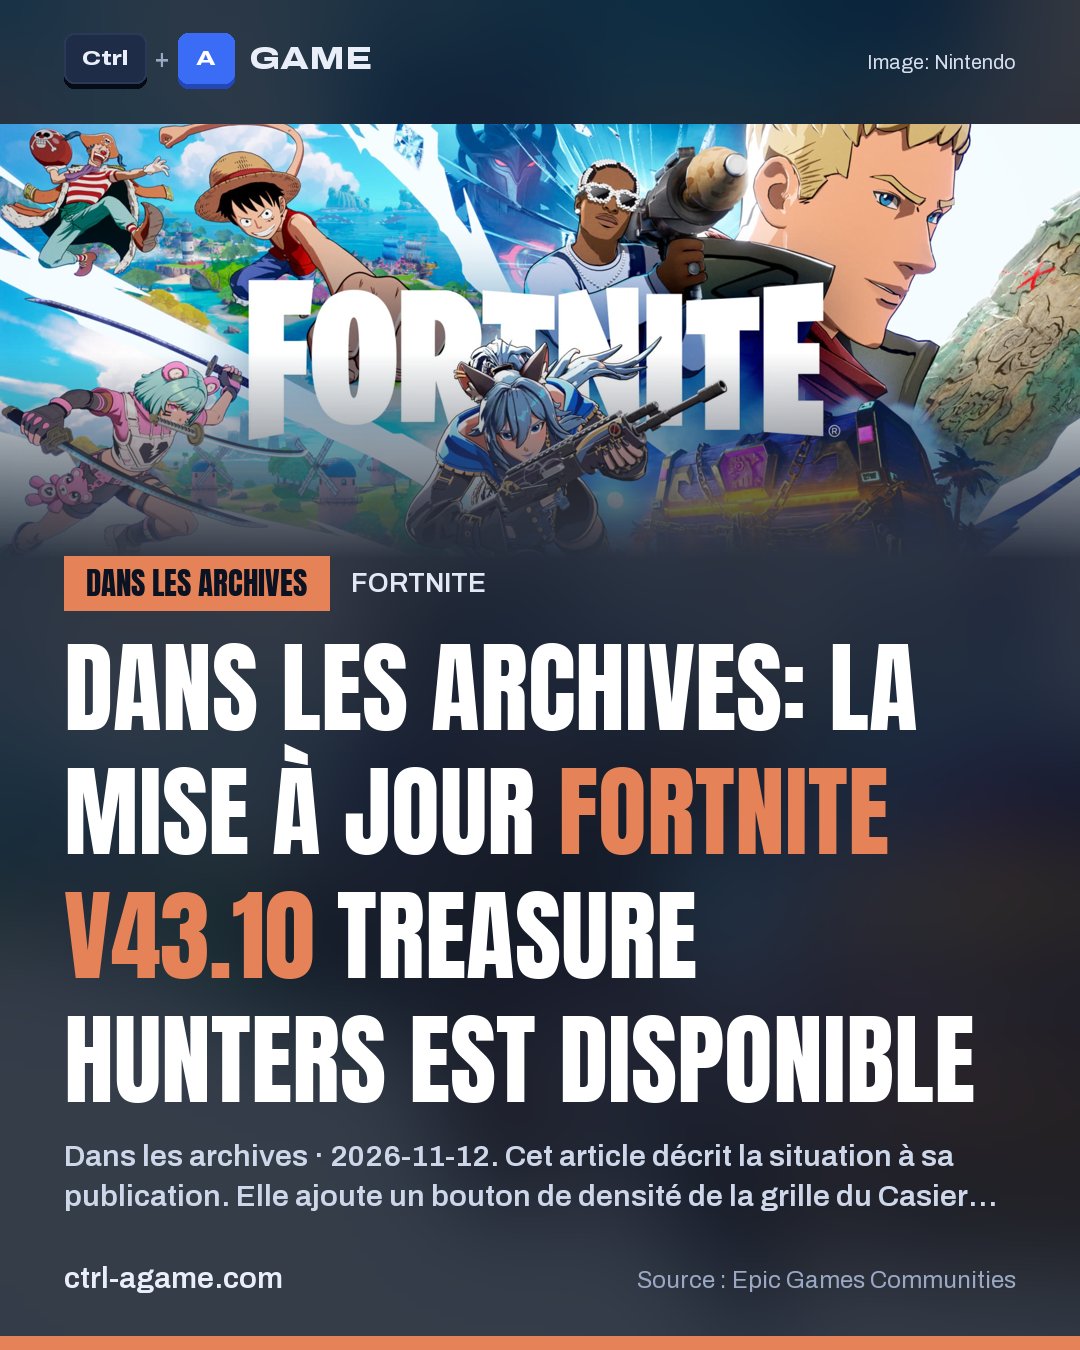 Ctrl + A GAME
Image: Nintendo
FORTNITE
®
DANS LES ARCHIVES FORTNITE
DANS LES ARCHIVES: LA
MISE À JOUR FORTNITE
V43.10 TREASURE
HUNTERS EST DISPONIBLE
Dans les archives · 2026-11-12. Cet article décrit la situation à sa
publication. Elle ajoute un bouton de densité de la grille du Casier…
ctrl-agame.com
Source : Epic Games Communities